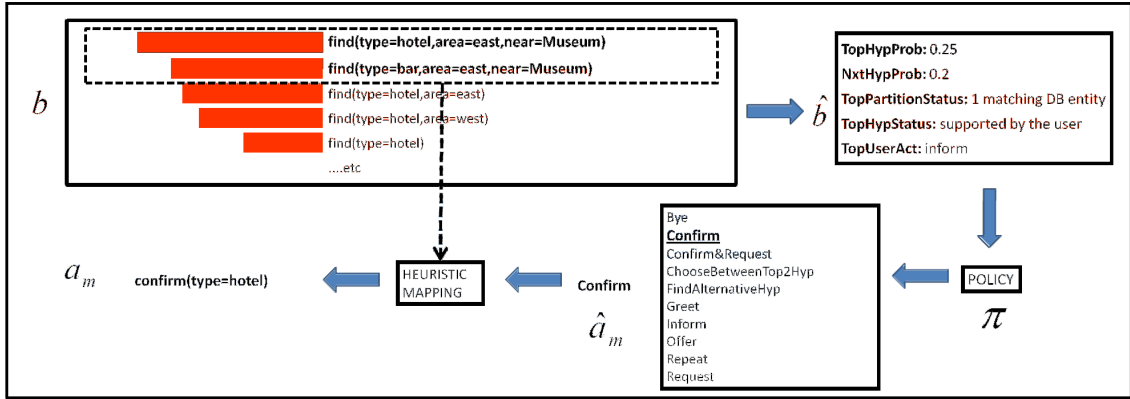 b
find(type=hotel,area=east,near=Museum)
find(type=bar,area=east,near=Museum)
find(type=hotel,area=east)
find(type=hotel,area=west)
find(type=hotel)
....etc
b̂
TopHypProb: 0.25
NxtHypProb: 0.2
TopPartitionStatus: 1 matching DB entity
TopHypStatus: supported by the user
TopUserAct: inform
POLICY
π
Bye
Confirm
Confirm&Request
ChooseBetweenTop2Hyp
FindAlternativeHyp
Greet
Inform
Offer
Repeat
Request
Confirm
âₘ
HEURISTIC
MAPPING
confirm(type=hotel)
aₘ